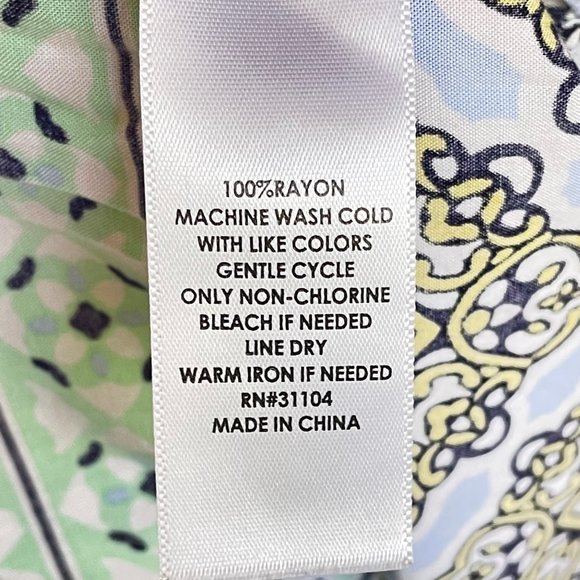 100%RAYON
MACHINE WASH COLD
WITH LIKE COLORS
GENTLE CYCLE
ONLY NON-CHLORINE
BLEACH IF NEEDED
LINE DRY
WARM IRON IF NEEDED
RN#31104
MADE IN CHINA